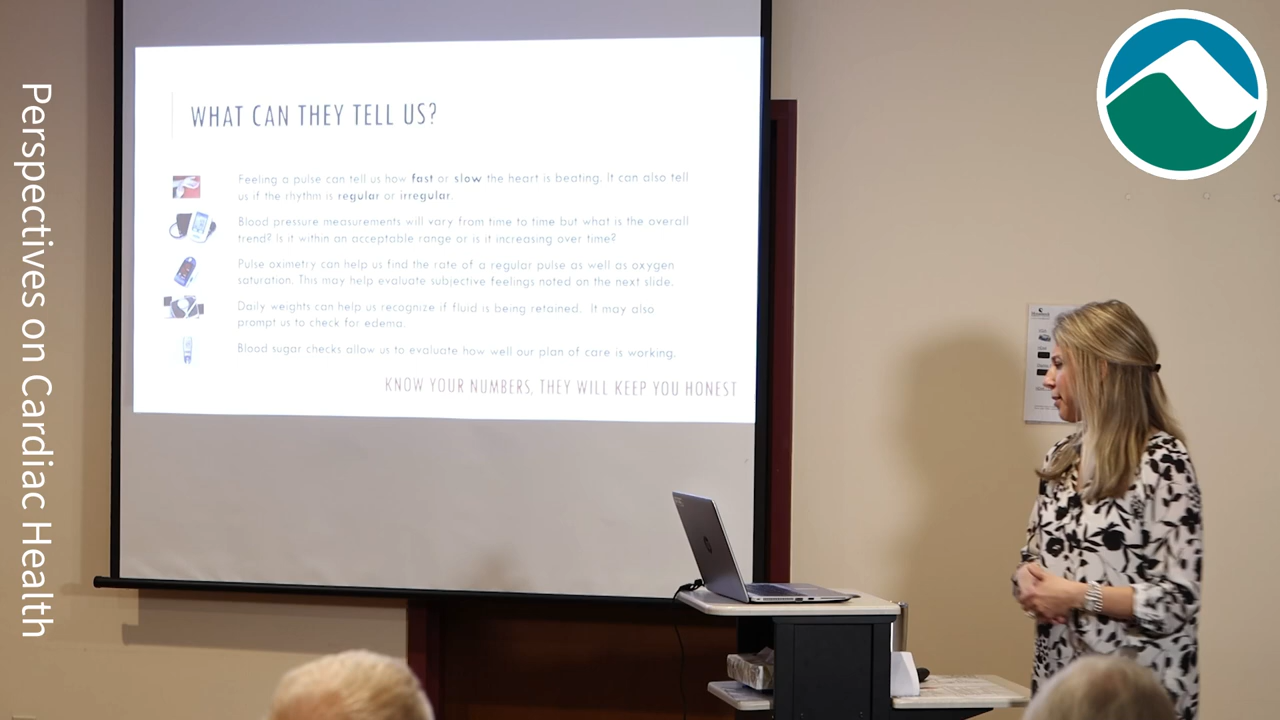 Perspectives on Cardiac Health
WHAT CAN THEY TELL US?
Feeling a pulse can tell us how fast or slow the heart is beating. It can also tell
us if the rhythm is regular or irregular.
Blood pressure measurements will vary from time to time but what is the overall
trend? Is it within an acceptable range or is it increasing over time?
Pulse oximetry can help us find the rate of a regular pulse as well as oxygen
saturation. This may help evaluate subjective feelings noted on the next slide.
Daily weights can help us recognize if fluid is being retained. It may also
prompt us to check for edema.
Blood sugar checks allow us to evaluate how well our plan of care is working.
KNOW YOUR NUMBERS, THEY WILL KEEP YOU HONEST